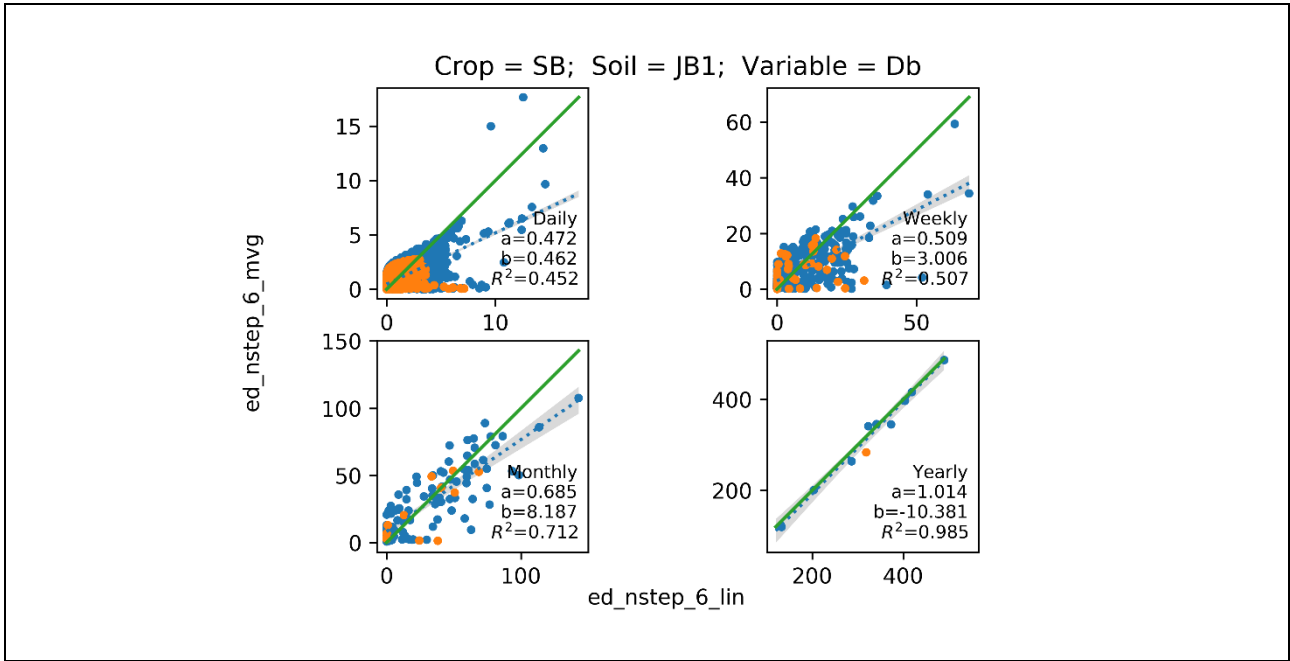 Crop = SB;  Soil = JB1;  Variable = Db
15
10
5
0
0
10
Daily
a=0.472
b=0.462
R²=0.452
60
40
20
0
0
50
Weekly
a=0.509
b=3.006
R²=0.507
150
100
50
0
0
100
Monthly
a=0.685
b=8.187
R²=0.712
400
200
200
400
Yearly
a=1.014
b=-10.381
R²=0.985
ed_nstep_6_mvg
ed_nstep_6_lin